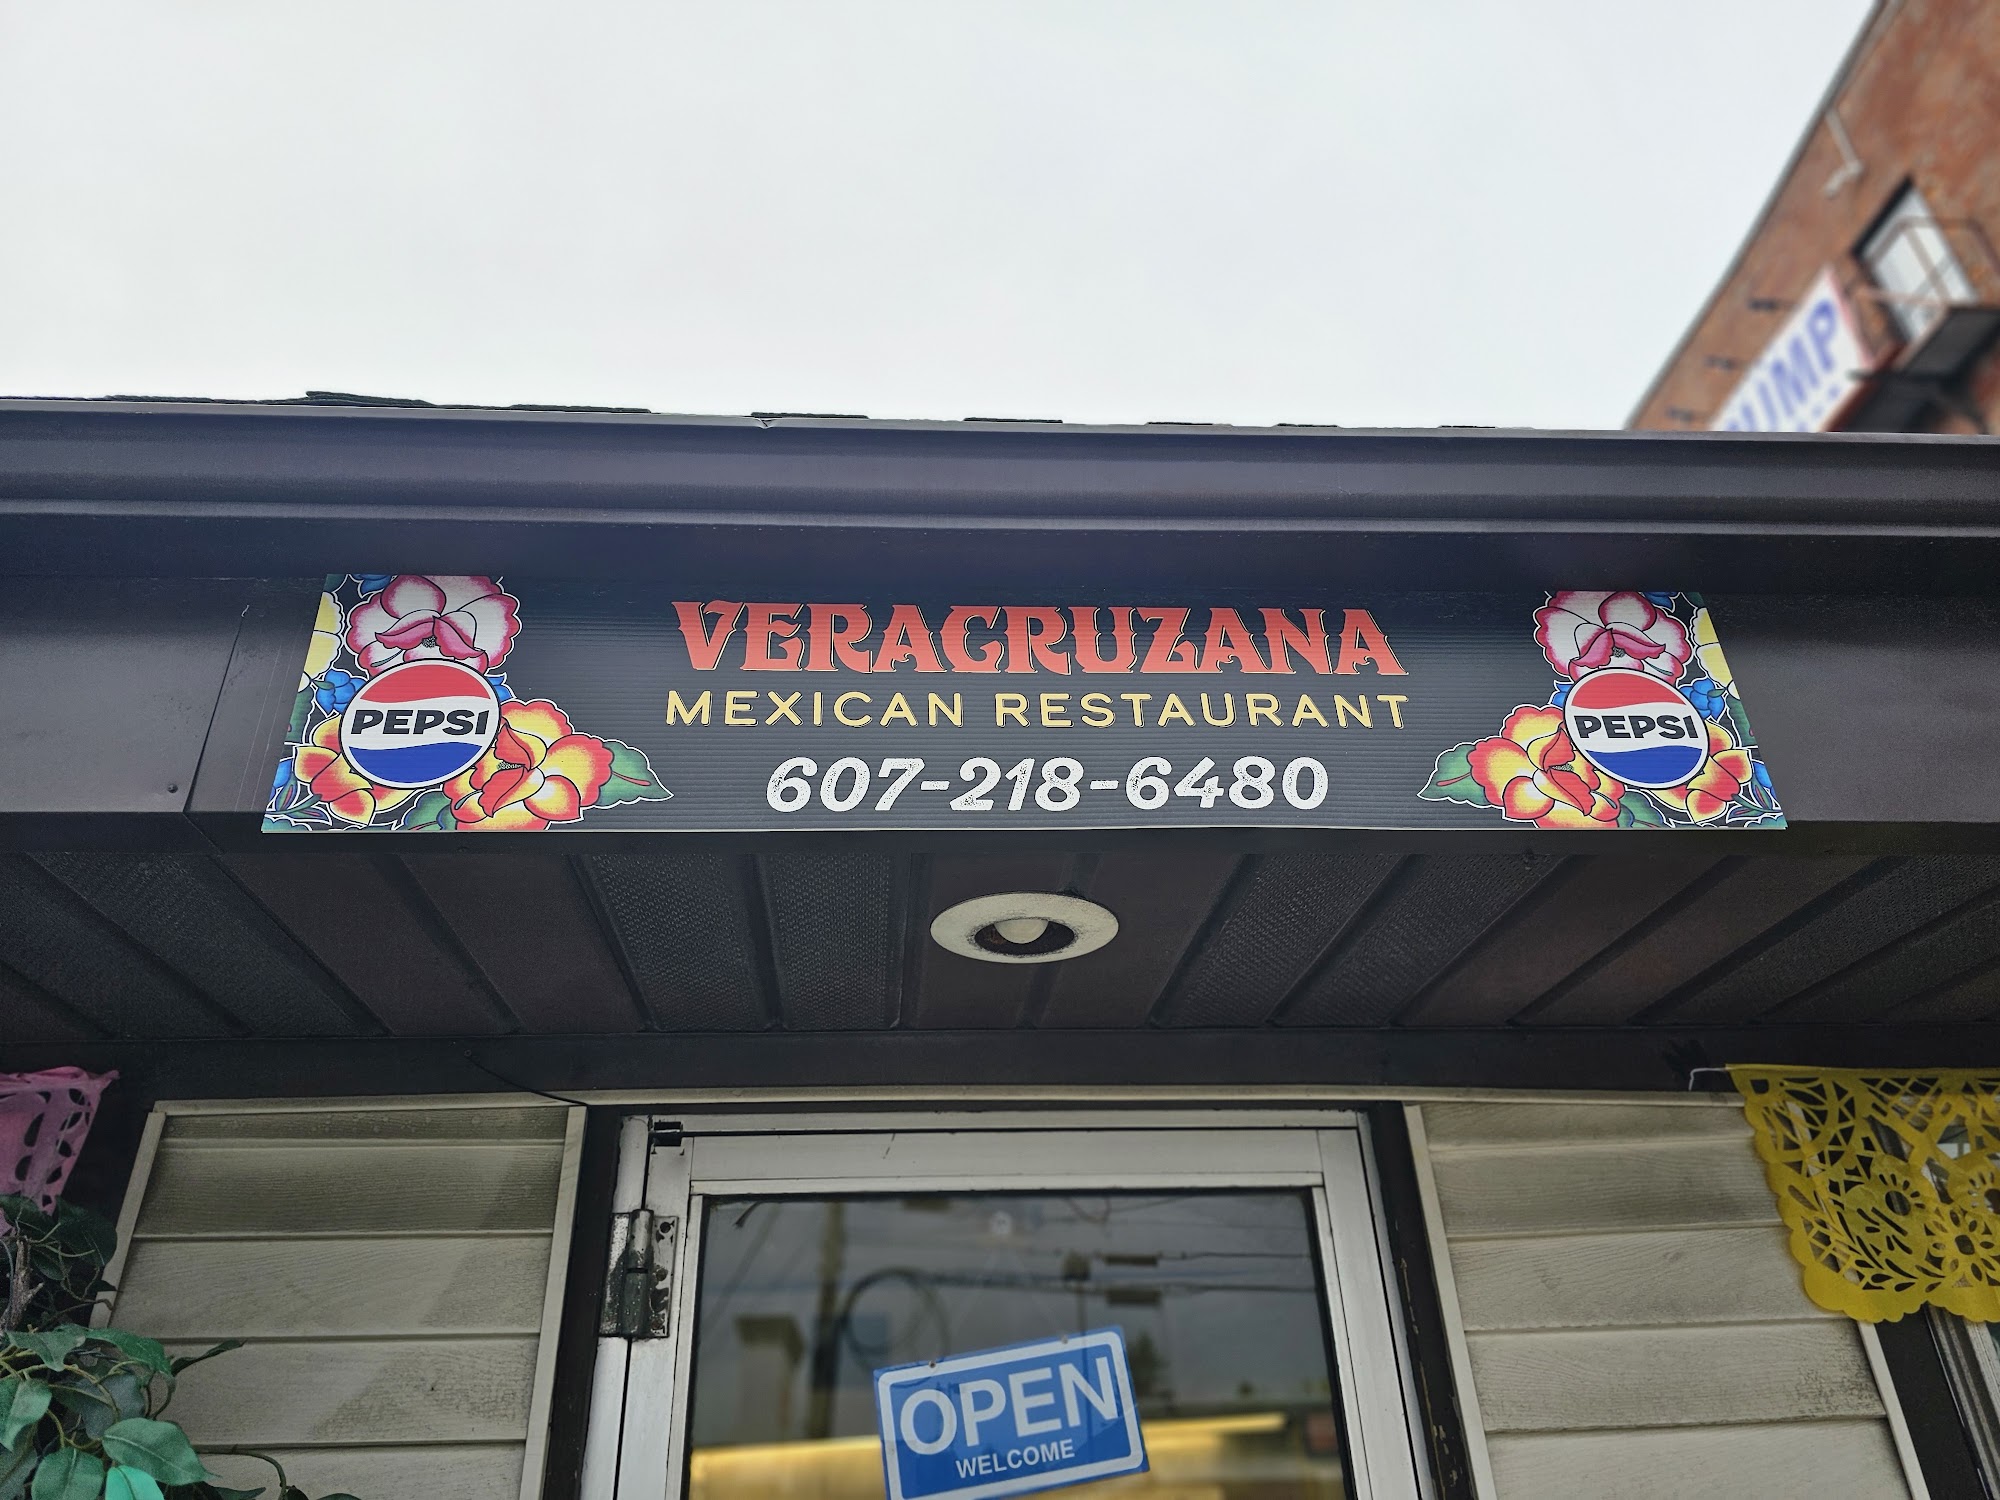 VERACRUZANA
MEXICAN RESTAURANT
607-218-6480
PEPSI
PEPSI
OPEN
WELCOME